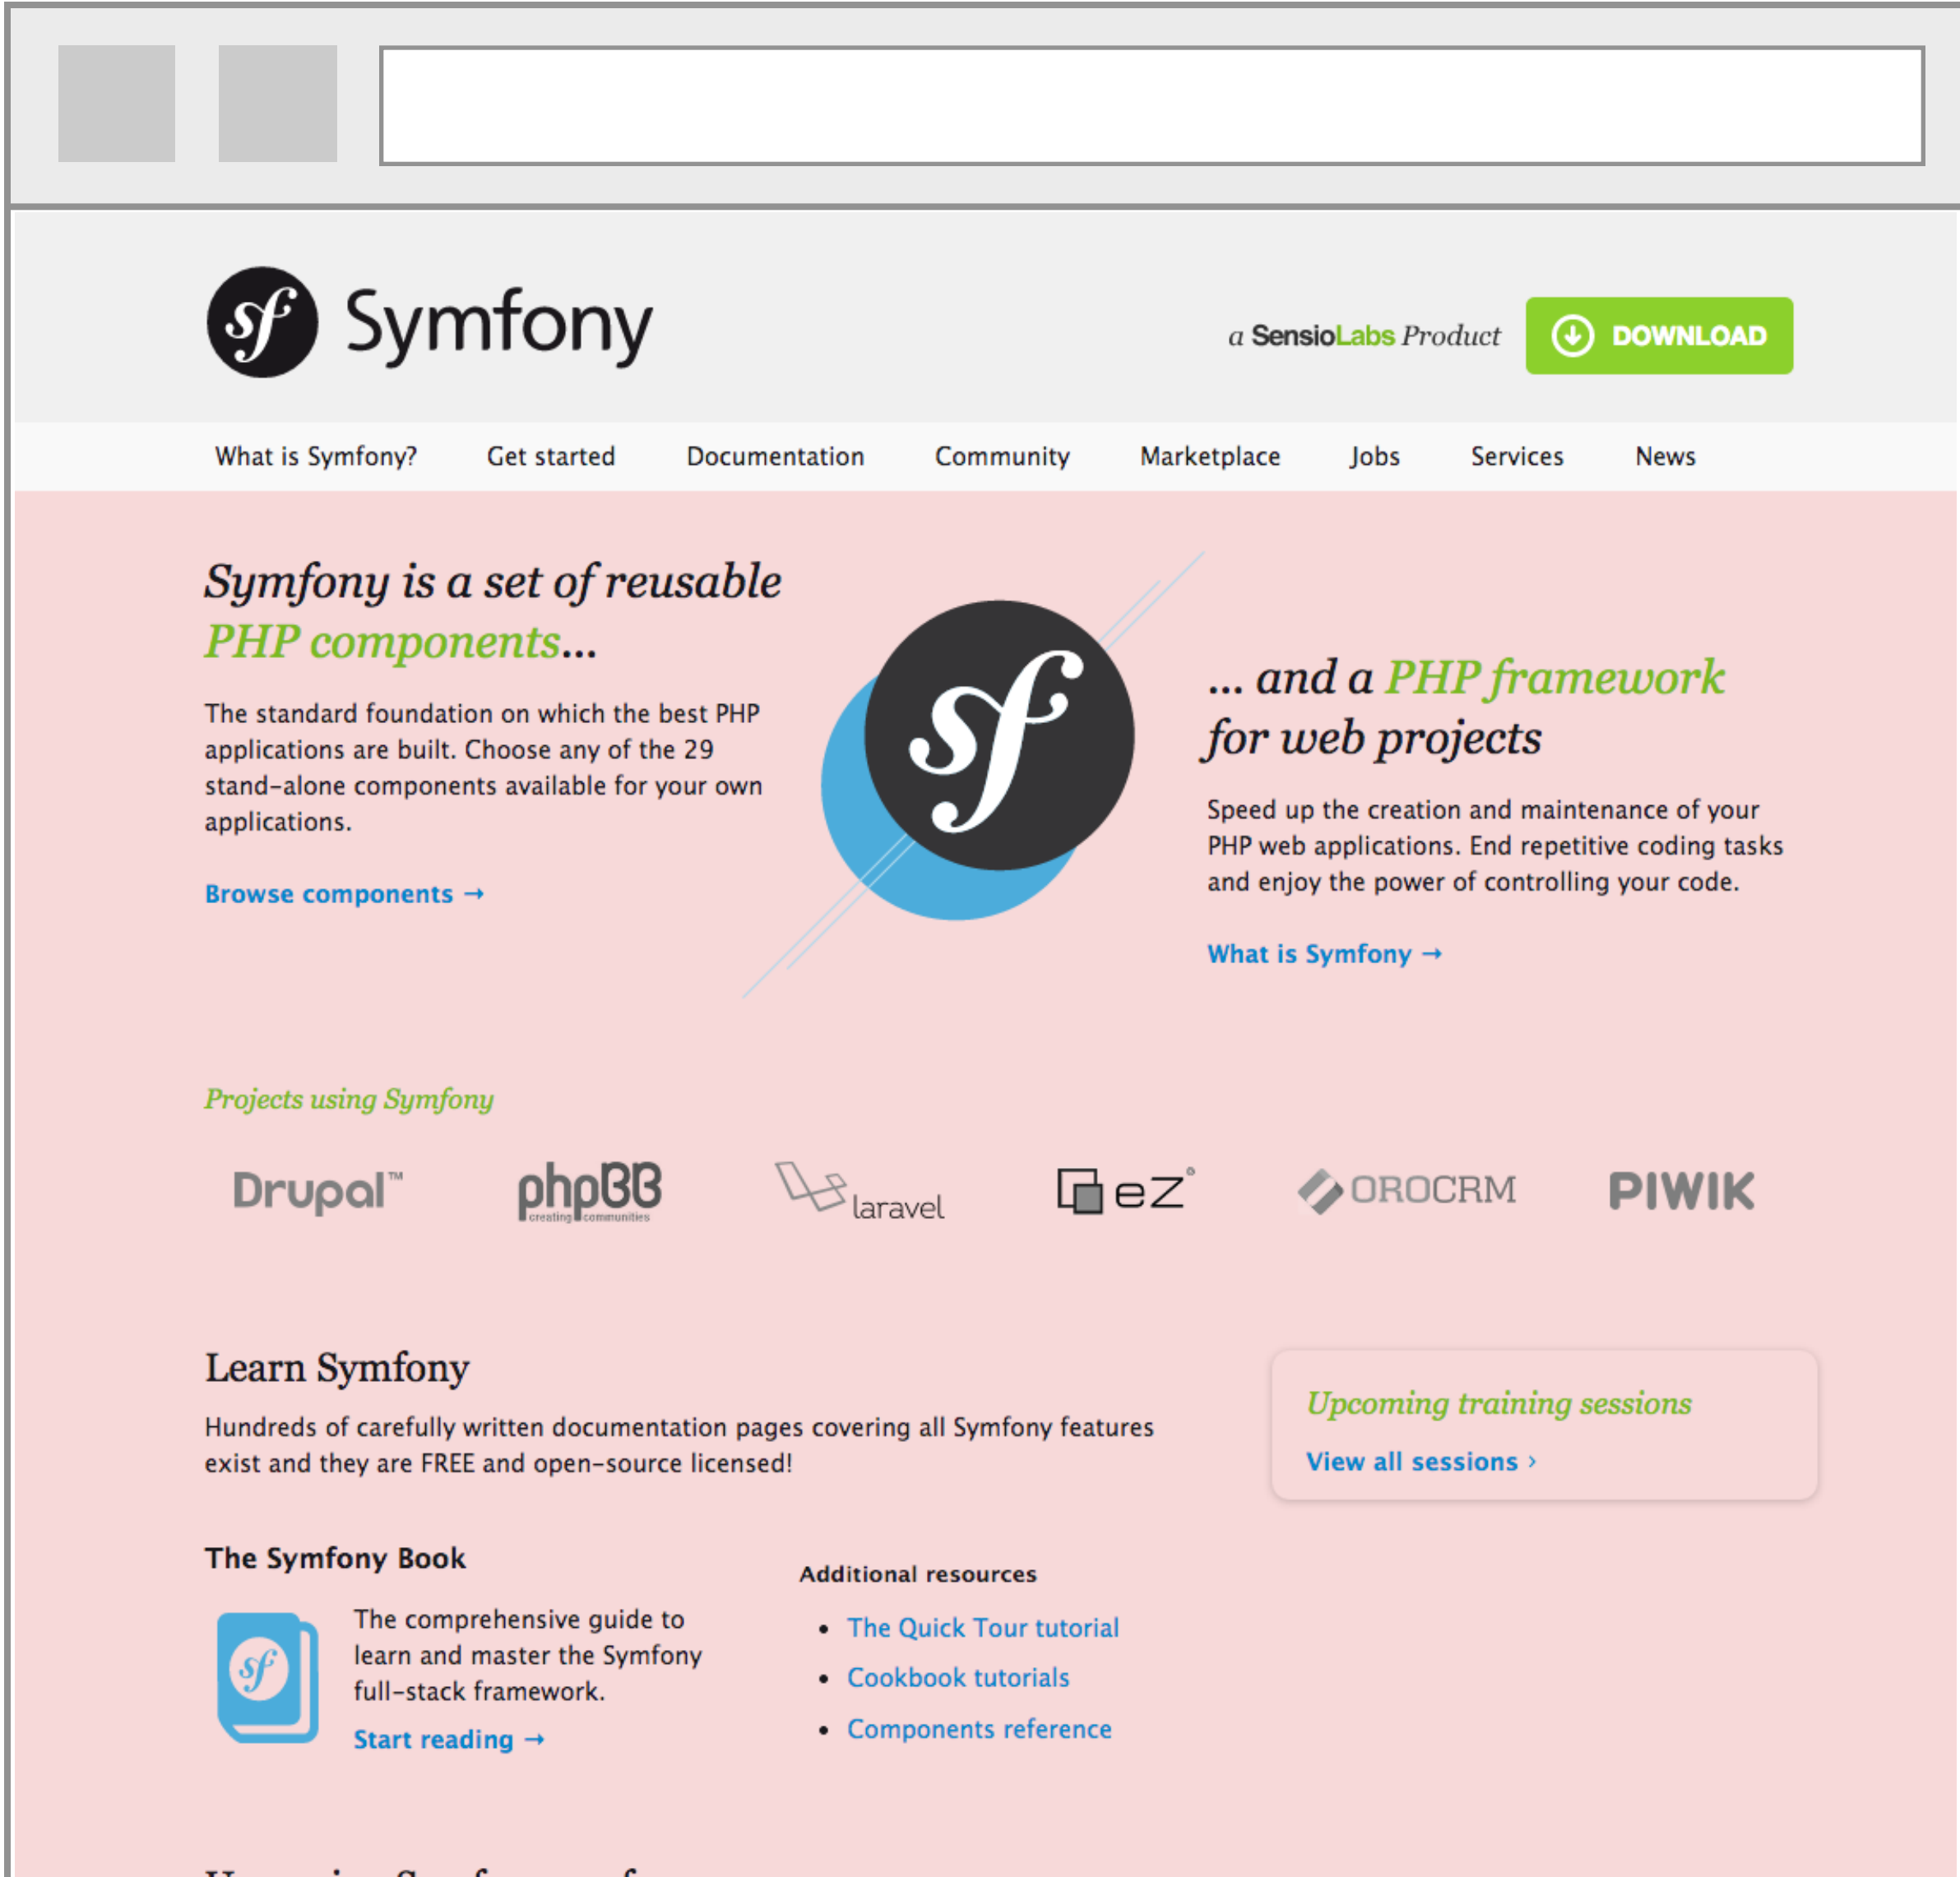 sf Symfony
a SensioLabs Product
DOWNLOAD
What is Symfony? Get started Documentation Community Marketplace Jobs Services News
Symfony is a set of reusable
PHP components...
The standard foundation on which the best PHP
applications are built. Choose any of the 29
stand-alone components available for your own
applications.
Browse components →
sf
... and a PHP framework
for web projects
Speed up the creation and maintenance of your
PHP web applications. End repetitive coding tasks
and enjoy the power of controlling your code.
What is Symfony →
Projects using Symfony
Drupal™
phpBB
creating communities
laravel
eZ°
OROCRM
PIWIK
Learn Symfony
Hundreds of carefully written documentation pages covering all Symfony features
exist and they are FREE and open-source licensed!
The Symfony Book
sf
The comprehensive guide to
learn and master the Symfony
full-stack framework.
Start reading →
Additional resources
• The Quick Tour tutorial
• Cookbook tutorials
• Components reference
Upcoming training sessions
View all sessions ›